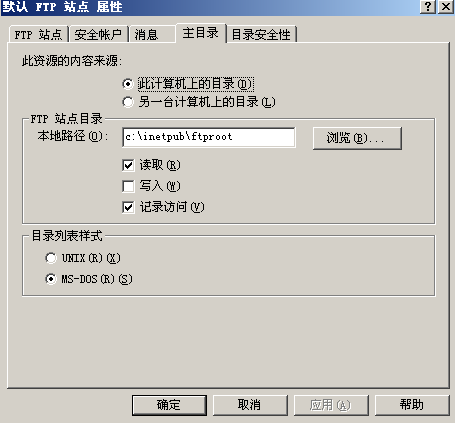 默认 FTP 站点 属性
FTP 站点 安全帐户 消息 主目录 目录安全性
此资源的内容来源:
此计算机上的目录(D)
另一台计算机上的目录(L)
FTP 站点目录
本地路径(O): c:\inetpub\ftproot 浏览(B)...
读取(R)
写入(W)
记录访问(V)
目录列表样式
UNIX(R)(X)
MS-DOS(R)(S)
确定 取消 应用(A) 帮助